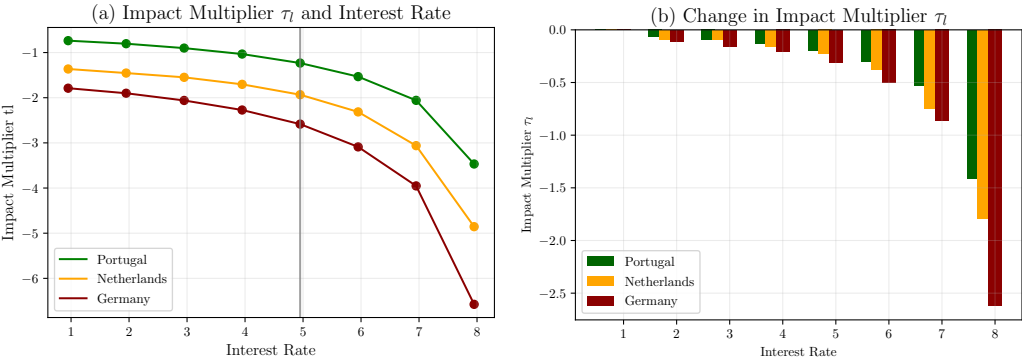 (a) Impact Multiplier τl and Interest Rate
Impact Multiplier tl
−1
−2
−3
−4
−5
−6
Portugal
Netherlands
Germany
1 2 3 4 5 6 7 8
Interest Rate
(b) Change in Impact Multiplier τl
Impact Multiplier τl
0.0
−0.5
−1.0
−1.5
−2.0
−2.5
Portugal
Netherlands
Germany
1 2 3 4 5 6 7 8
Interest Rate